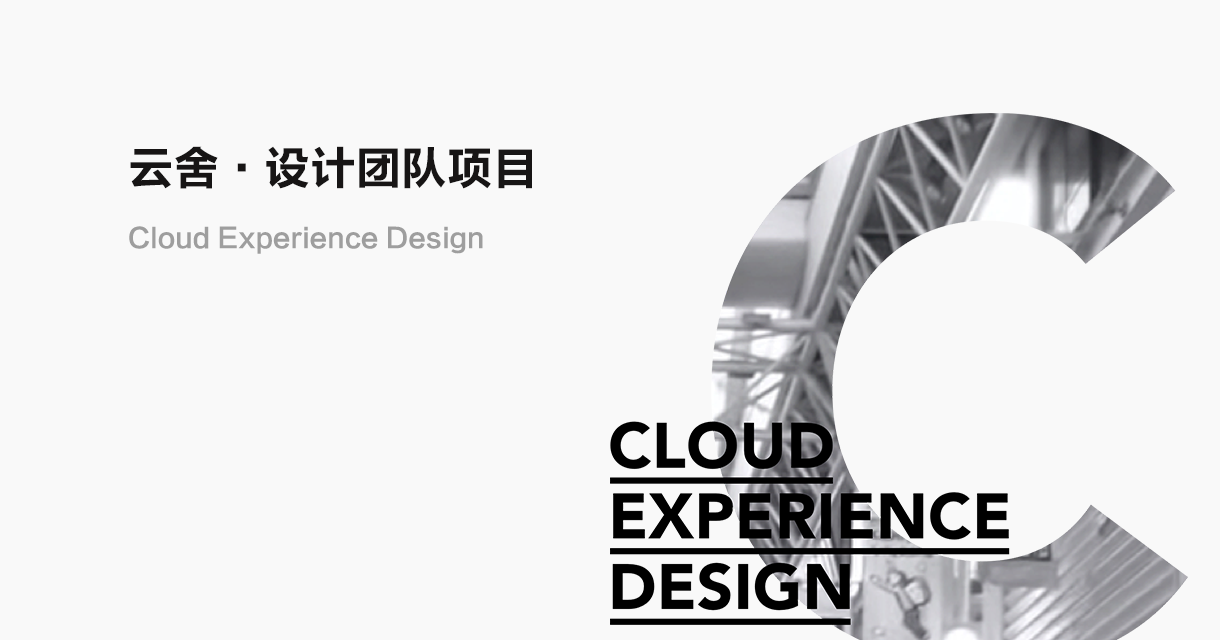 云舍 · 设计团队项目
Cloud Experience Design
CLOUD
EXPERIENCE
DESIGN